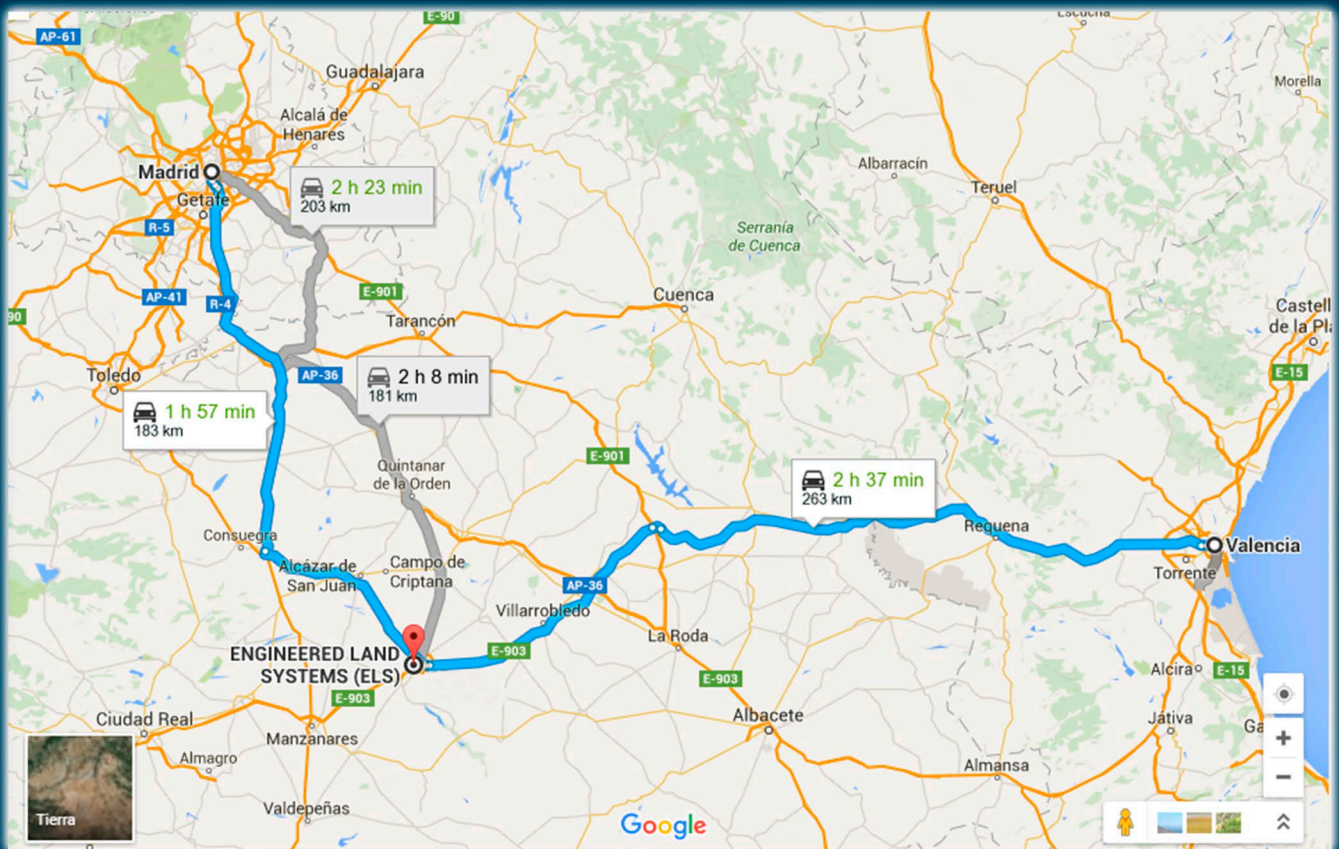 E-90
Escucha
AP-61
Guadalajara
Morella
Alcalá de
Henares
Albarracín
Madrid
2 h 23 min
203 km
Teruel
Getafe
R-5
Serranía
de Cuenca
E-901
AP-41
R-4
Cuenca
90
Castell
de la Pla
Tarancón
Toledo
AP-36
2 h 8 min
181 km
E-15
1 h 57 min
183 km
E-901
Quintanar
de la Orden
2 h 37 min
263 km
Consuegra
Requena
Valencia
Alcázar de
San Juan
Campo de
Criptana
Torrente
AP-36
Villarrobledo
La Roda
ENGINEERED LAND
SYSTEMS (ELS)
E-903
E-903
E-903
Alcira
E-15
Ciudad Real
Albacete
Játiva
Ga
Manzanares
Almagro
Almansa
Valdepeñas
Tierra
Google